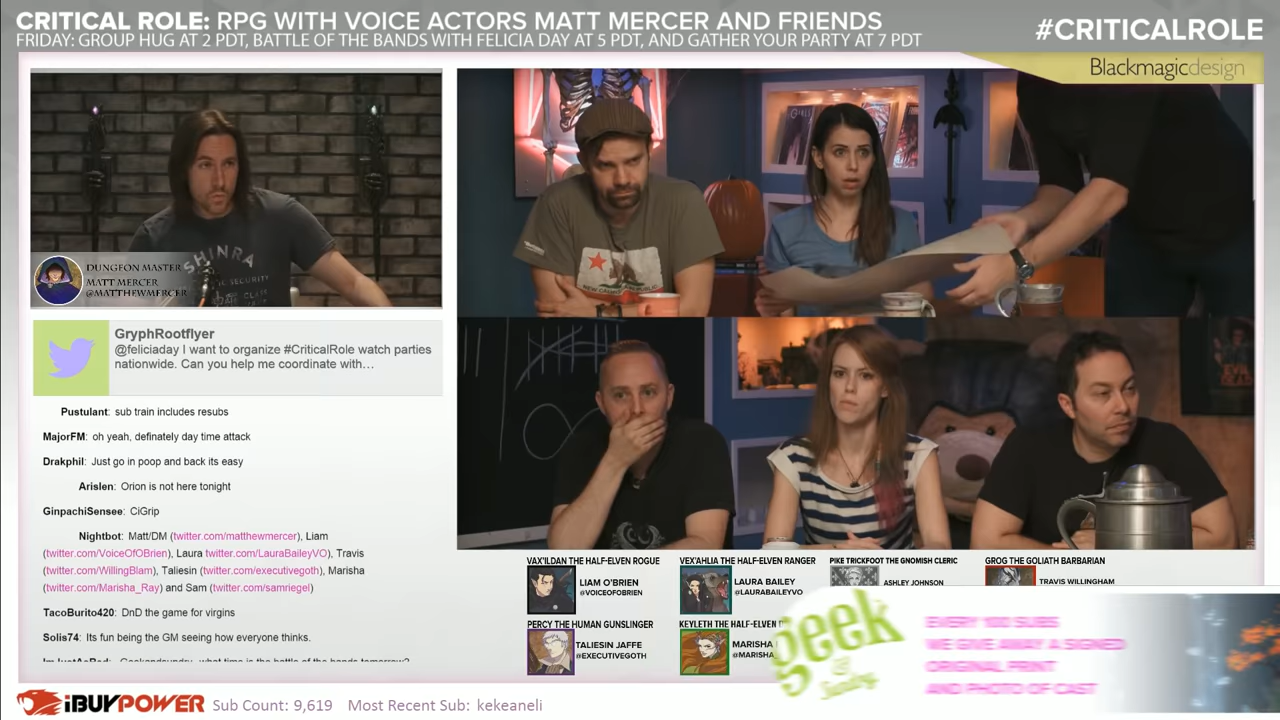 CRITICAL ROLE: RPG WITH VOICE ACTORS MATT MERCER AND FRIENDS
FRIDAY: GROUP HUG AT 2 PDT, BATTLE OF THE BANDS WITH FELICIA DAY AT 5 PDT, AND GATHER YOUR PARTY AT 7 PDT
#CRITICALROLE
Blackmagicdesign
SHINRA
DUNGEON MASTER
MATT MERCER
@MATTHEWMERCER
GryphRootflyer
@feliciaday I want to organize #CriticalRole watch parties
nationwide. Can you help me coordinate with…
Pustulant: sub train includes resubs
MajorFM: oh yeah, definately day time attack
Drakphil: Just go in poop and back its easy
Arislen: Orion is not here tonight
GinpachiSensee: CiGrip
Nightbot: Matt/DM (twitter.com/matthewmercer), Liam
(twitter.com/VoiceOfOBrien), Laura twitter.com/LauraBaileyVO), Travis
(twitter.com/WillingBlam), Taliesin (twitter.com/executivegoth), Marisha
(twitter.com/Marisha_Ray) and Sam (twitter.com/samriegel)
TacoBurito420: DnD the game for virgins
Solis74: Its fun being the GM seeing how everyone thinks.
VAX'ILDAN THE HALF-ELVEN ROGUE
LIAM O'BRIEN
@VOICEOFOBRIEN
VEX'AHLIA THE HALF-ELVEN RANGER
LAURA BAILEY
@LAURABAILEYVO
PIKE TRICKFOOT THE GNOMISH CLERIC
ASHLEY JOHNSON
GROG THE GOLIATH BARBARIAN
TRAVIS WILLINGHAM
PERCY THE HUMAN GUNSLINGER
TALIESIN JAFFE
@EXECUTIVEGOTH
KEYLETH THE HALF-ELVEN D
MARISHA
@MARISHA
geek & Sundry
EVERY 100 SUBS
WE GIVE AWAY A SIGNED
ORIGINAL PRINT
AND PHOTO OF CAST
iBUYPOWER
Sub Count: 9,619 Most Recent Sub: kekeaneli